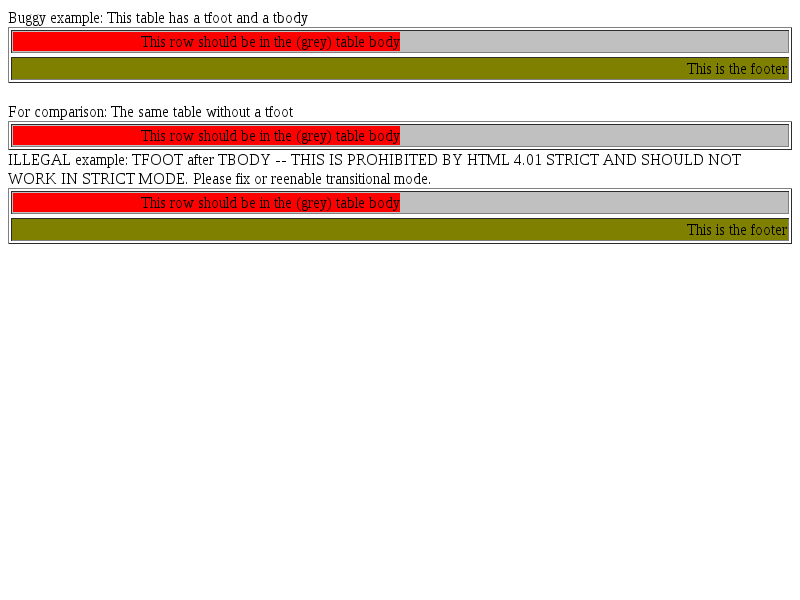 Buggy example: This table has a tfoot and a tbody
This row should be in the (grey) table body
This is the footer
For comparison: The same table without a tfoot
This row should be in the (grey) table body
ILLEGAL example: TFOOT after TBODY -- THIS IS PROHIBITED BY HTML 4.01 STRICT AND SHOULD NOT
WORK IN STRICT MODE. Please fix or reenable transitional mode.
This row should be in the (grey) table body
This is the footer